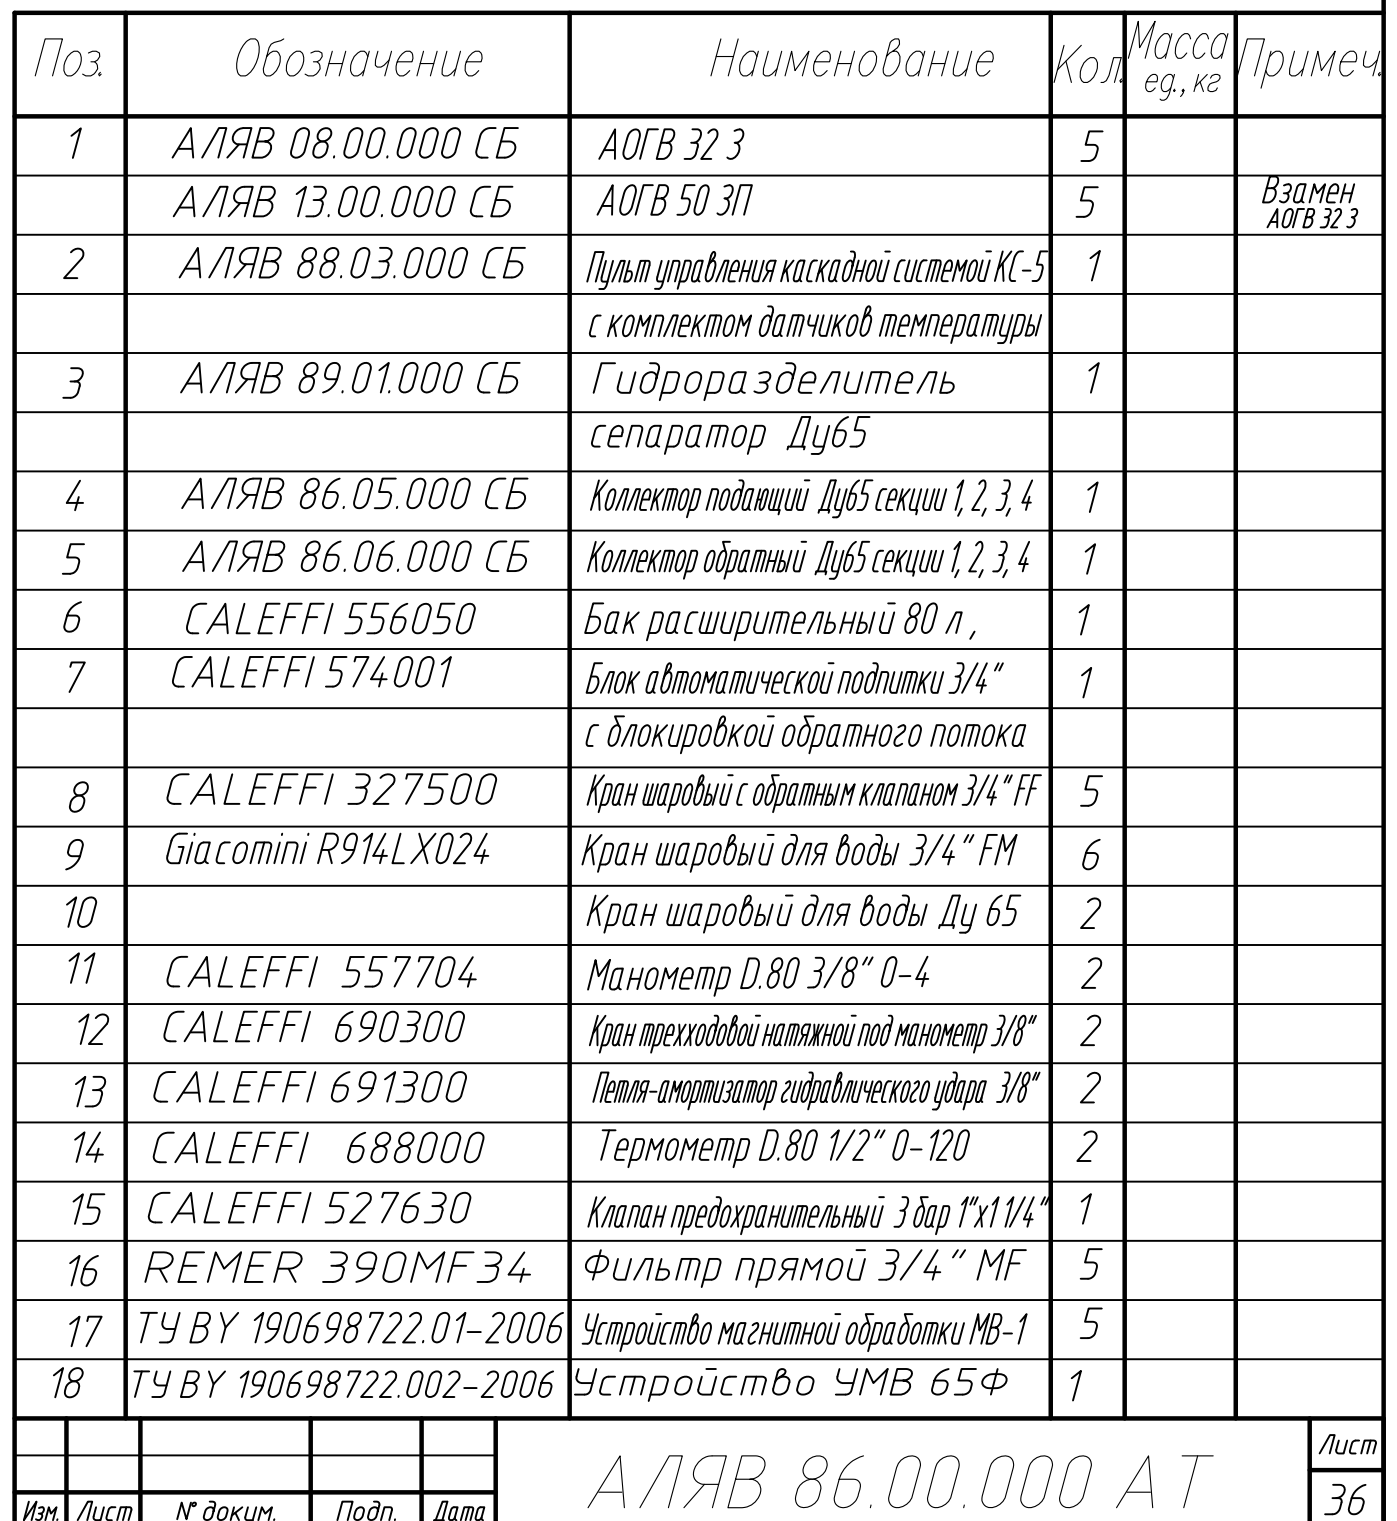 Поз. Обозначение Наименование Кол. Масса ед., кг Примеч.
1 АЛЯВ 08.00.000 СБ АОГВ 32 3 5
АЛЯВ 13.00.000 СБ АОГВ 50 3П 5 Взамен АОГВ 32 3
2 АЛЯВ 88.03.000 СБ Пульт управления каскадной системой КС-5 1
с комплектом датчиков температуры
3 АЛЯВ 89.01.000 СБ Гидроразделитель 1
сепаратор Ду65
4 АЛЯВ 86.05.000 СБ Коллектор подающий Ду65 секции 1, 2, 3, 4 1
5 АЛЯВ 86.06.000 СБ Коллектор обратный Ду65 секции 1, 2, 3, 4 1
6 CALEFFI 556050 Бак расширительный 80 л , 1
7 CALEFFI 574001 Блок автоматической подпитки 3/4" 1
с блокировкой обратного потока
8 CALEFFI 327500 Кран шаровый с обратным клапаном 3/4" FF 5
9 Giacomini R914LX024 Кран шаровый для воды 3/4" FM 6
10 Кран шаровый для воды Ду 65 2
11 CALEFFI 557704 Манометр D.80 3/8" 0-4 2
12 CALEFFI 690300 Кран трехходовой натяжной под манометр 3/8" 2
13 CALEFFI 691300 Петля-амортизатор гидравлического удара 3/8" 2
14 CALEFFI 688000 Термометр D.80 1/2" 0-120 2
15 CALEFFI 527630 Клапан предохранительный 3 бар 1"х1 1/4" 1
16 REMER 390MF34 Фильтр прямой 3/4" MF 5
17 ТУ BY 190698722.01-2006 Устройство магнитной обработки МВ-1 5
18 ТУ BY 190698722.002-2006 Устройство УМВ 65Ф 1
АЛЯВ 86.00.000 АТ
Лист
36
Изм. Лист № доким. Подп. Дата